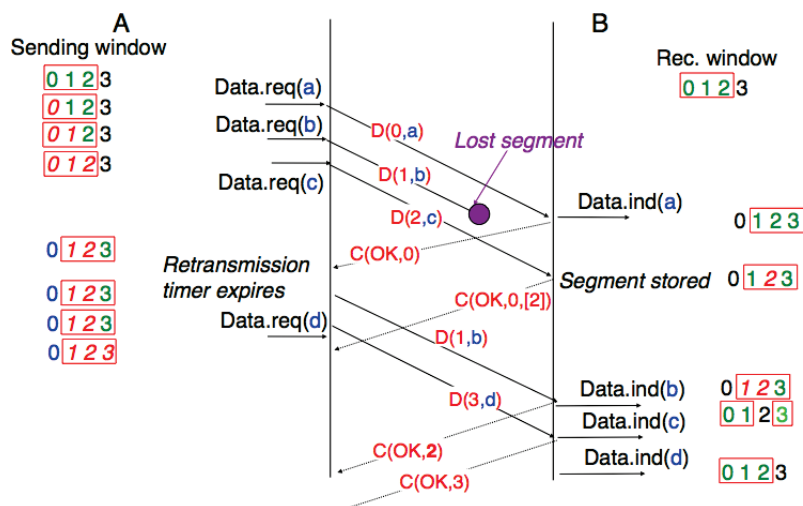 A
B
Sending window
Rec. window
0 1 2 3
0 1 2 3
Data.req(a)
0 1 2 3
Data.req(b)
D(0,a)
Lost segment
0 1 2 3
0 1 2 3
Data.req(c)
D(1,b)
D(2,c)
Data.ind(a)
0 1 2 3
0 1 2 3
C(OK,0)
Retransmission
timer expires
Segment stored
0 1 2 3
0 1 2 3
C(OK,0,[2])
0 1 2 3
Data.req(d)
D(1,b)
0 1 2 3
D(3,d)
Data.ind(b)
0 1 2 3
Data.ind(c)
0 1 2 3
C(OK,2)
Data.ind(d)
0 1 2 3
C(OK,3)